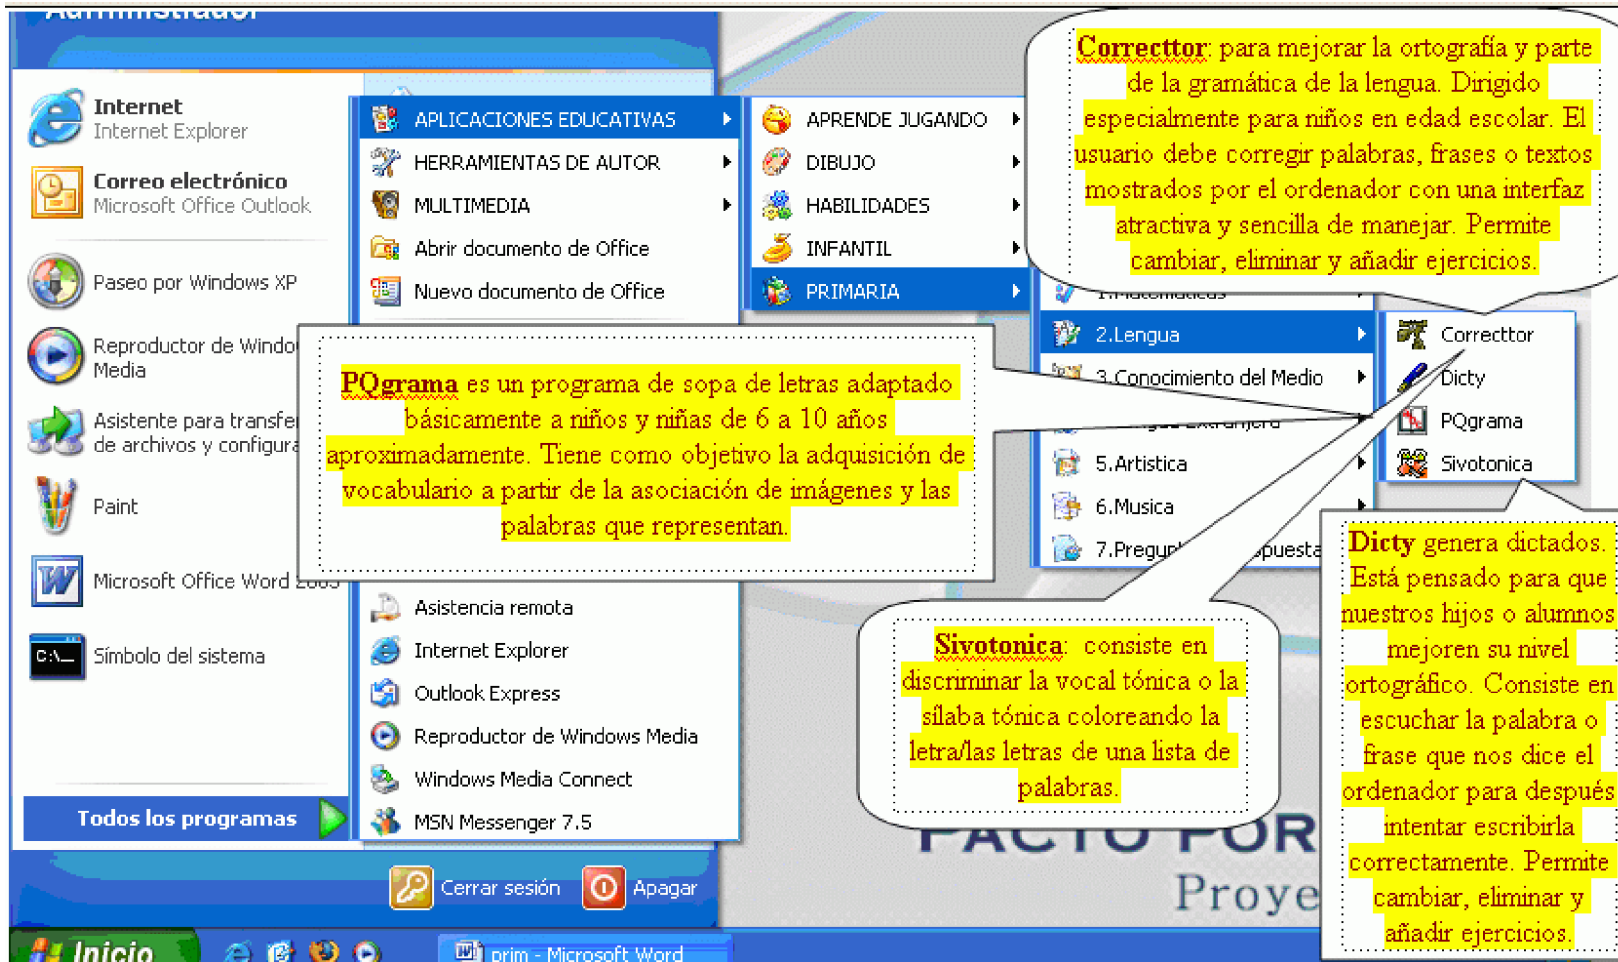 Administrador
Internet
Internet Explorer
Correo electrónico
Microsoft Office Outlook
Paseo por Windows XP
Reproductor de Windo
Media
Asistente para transfe
de archivos y configura
Paint
Microsoft Office Word 2003
Símbolo del sistema
Todos los programas
APLICACIONES EDUCATIVAS
HERRAMIENTAS DE AUTOR
MULTIMEDIA
Abrir documento de Office
Nuevo documento de Office
Asistencia remota
Internet Explorer
Outlook Express
Reproductor de Windows Media
Windows Media Connect
MSN Messenger 7.5
APRENDE JUGANDO
DIBUJO
HABILIDADES
INFANTIL
PRIMARIA
1.Matematicas
2.Lengua
3.Conocimiento del Medio
Extranjera
5.Artistica
6.Musica
7.Pregunt puesta
Correcttor
Dicty
PQgrama
Sivotonica
Correcttor: para mejorar la ortografía y parte
de la gramática de la lengua. Dirigido
especialmente para niños en edad escolar. El
usuario debe corregir palabras, frases o textos
mostrados por el ordenador con una interfaz
atractiva y sencilla de manejar. Permite
cambiar, eliminar y añadir ejercicios.
PQgrama es un programa de sopa de letras adaptado
básicamente a niños y niñas de 6 a 10 años
aproximadamente. Tiene como objetivo la adquisición de
vocabulario a partir de la asociación de imágenes y las
palabras que representan.
Sivotonica: consiste en
discriminar la vocal tónica o la
sílaba tónica coloreando la
letra/las letras de una lista de
palabras.
Dicty genera dictados.
Está pensado para que
nuestros hijos o alumnos
mejoren su nivel
ortográfico. Consiste en
escuchar la palabra o
frase que nos dice el
ordenador para después
intentar escribirla
correctamente. Permite
cambiar, eliminar y
añadir ejercicios.
PACTO POR
Proye
Cerrar sesión
Apagar
Inicio
prim - Microsoft Word
C:\_